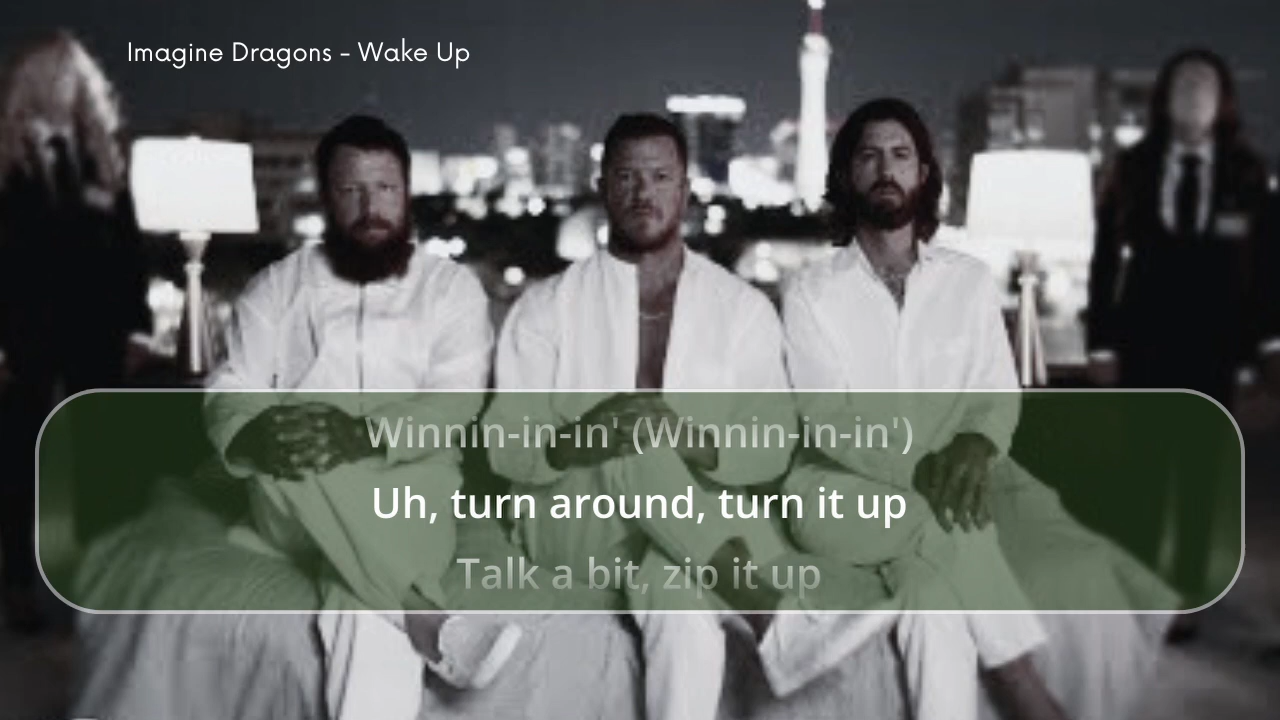 Imagine Dragons - Wake Up
Winnin-in-in' (Winnin-in-in')
Uh, turn around, turn it up
Talk a bit, zip it up